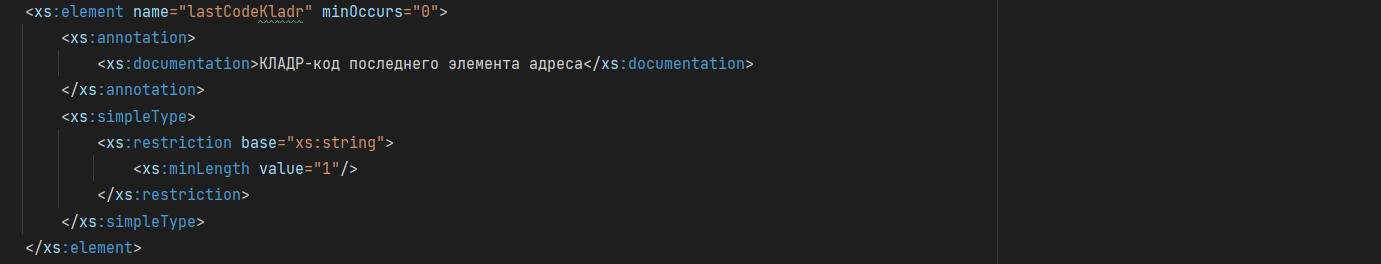 <xs:element name="lastCodeKladr" minOccurs="0">
<xs:annotation>
<xs:documentation>КЛАДР-код последнего элемента адреса</xs:documentation>
</xs:annotation>
<xs:simpleType>
<xs:restriction base="xs:string">
<xs:minLength value="1"/>
</xs:restriction>
</xs:simpleType>
</xs:element>